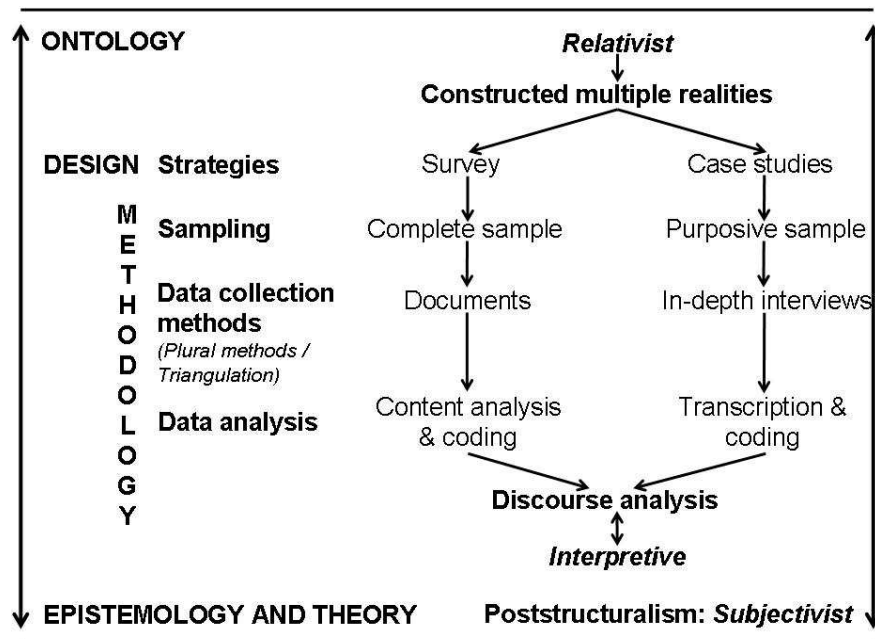 ONTOLOGY
Relativist
Constructed multiple realities
DESIGN Strategies
Survey
Case studies
METHODOLOGY
Sampling
Complete sample
Purposive sample
Data collection
methods
(Plural methods /
Triangulation)
Documents
In-depth interviews
Data analysis
Content analysis
& coding
Transcription &
coding
Discourse analysis
Interpretive
EPISTEMOLOGY AND THEORY
Poststructuralism: Subjectivist